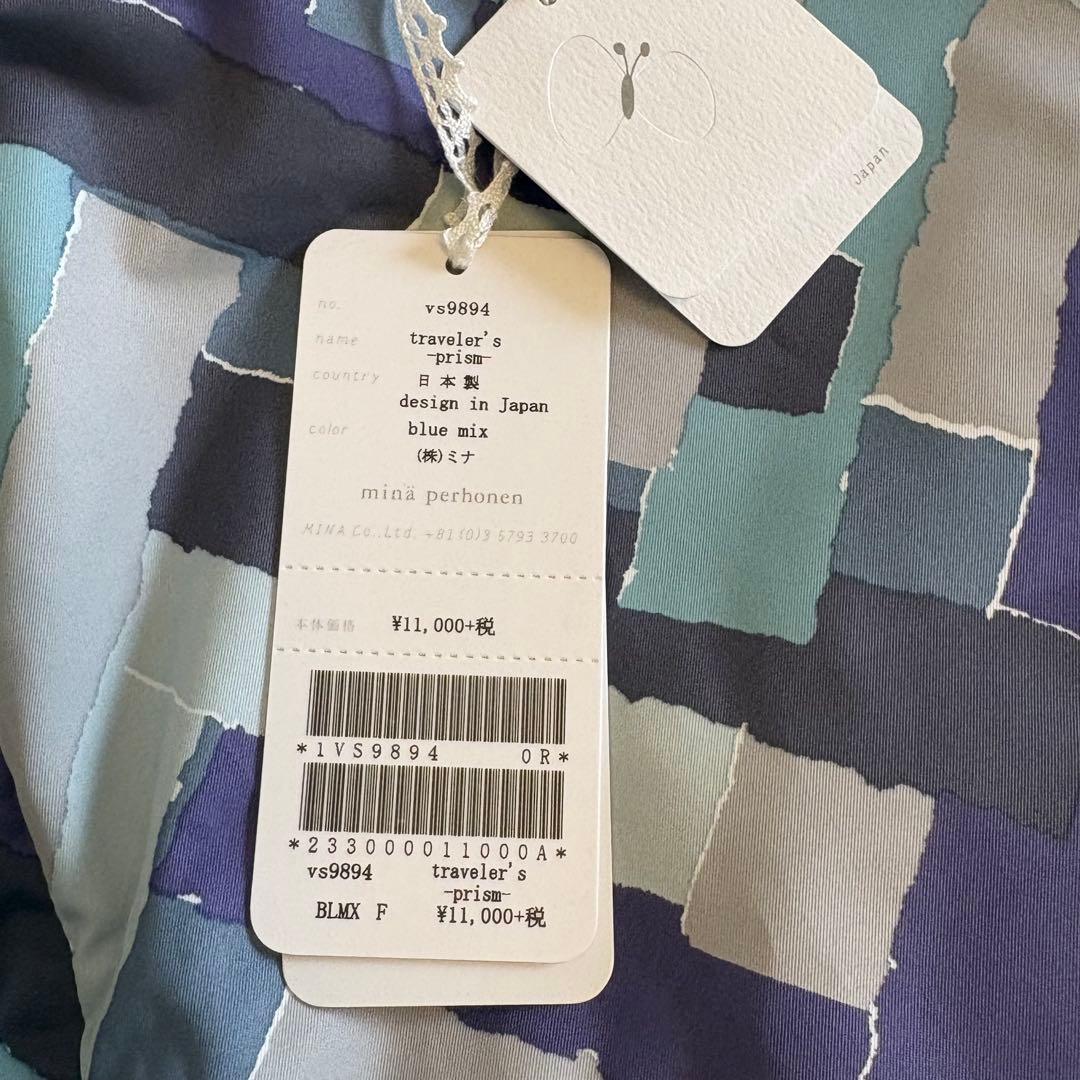 Japan
no. vs9894
name traveler's
-prism-
country 日本製
design in Japan
color blue mix
(株)ミナ
minä perhonen
MINA Co.,Ltd. +81(0)3 5793 3700
本体価格 ¥11,000+税
*1VS9894 0R*
*233000011000A*
vs9894 traveler's
-prism-
BLMX F ¥11,000+税